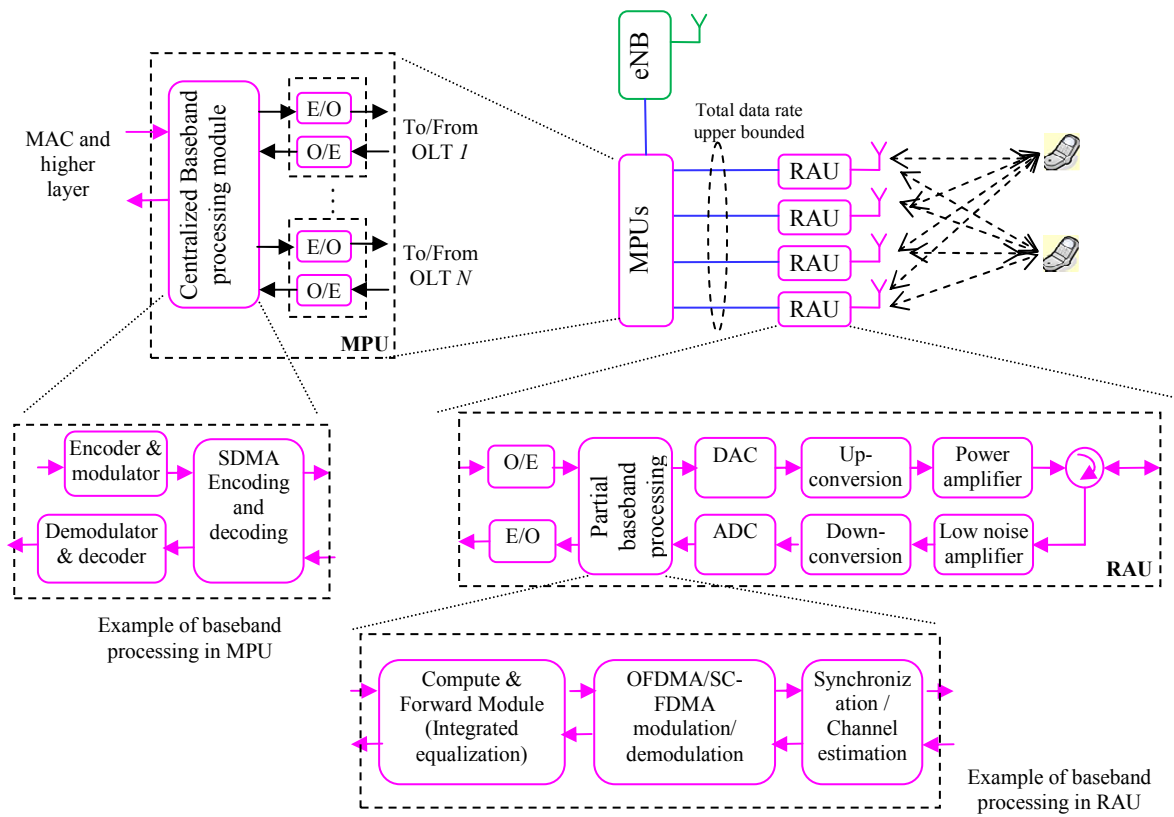 eNB
MAC and
higher
layer
Centralized Baseband
processing module
E/O
O/E
To/From
OLT 1
E/O
O/E
To/From
OLT N
MPU
Total data rate
upper bounded
MPUs
RAU
RAU
RAU
RAU
Encoder &
modulator
Demodulator
& decoder
SDMA
Encoding
and
decoding
Example of baseband
processing in MPU
O/E
E/O
Partial
baseband
processing
DAC
ADC
Up-
conversion
Down-
conversion
Power
amplifier
Low noise
amplifier
RAU
Compute &
Forward Module
(Integrated
equalization)
OFDMA/SC-
FDMA
modulation/
demodulation
Synchroniz
ation /
Channel
estimation
Example of baseband
processing in RAU